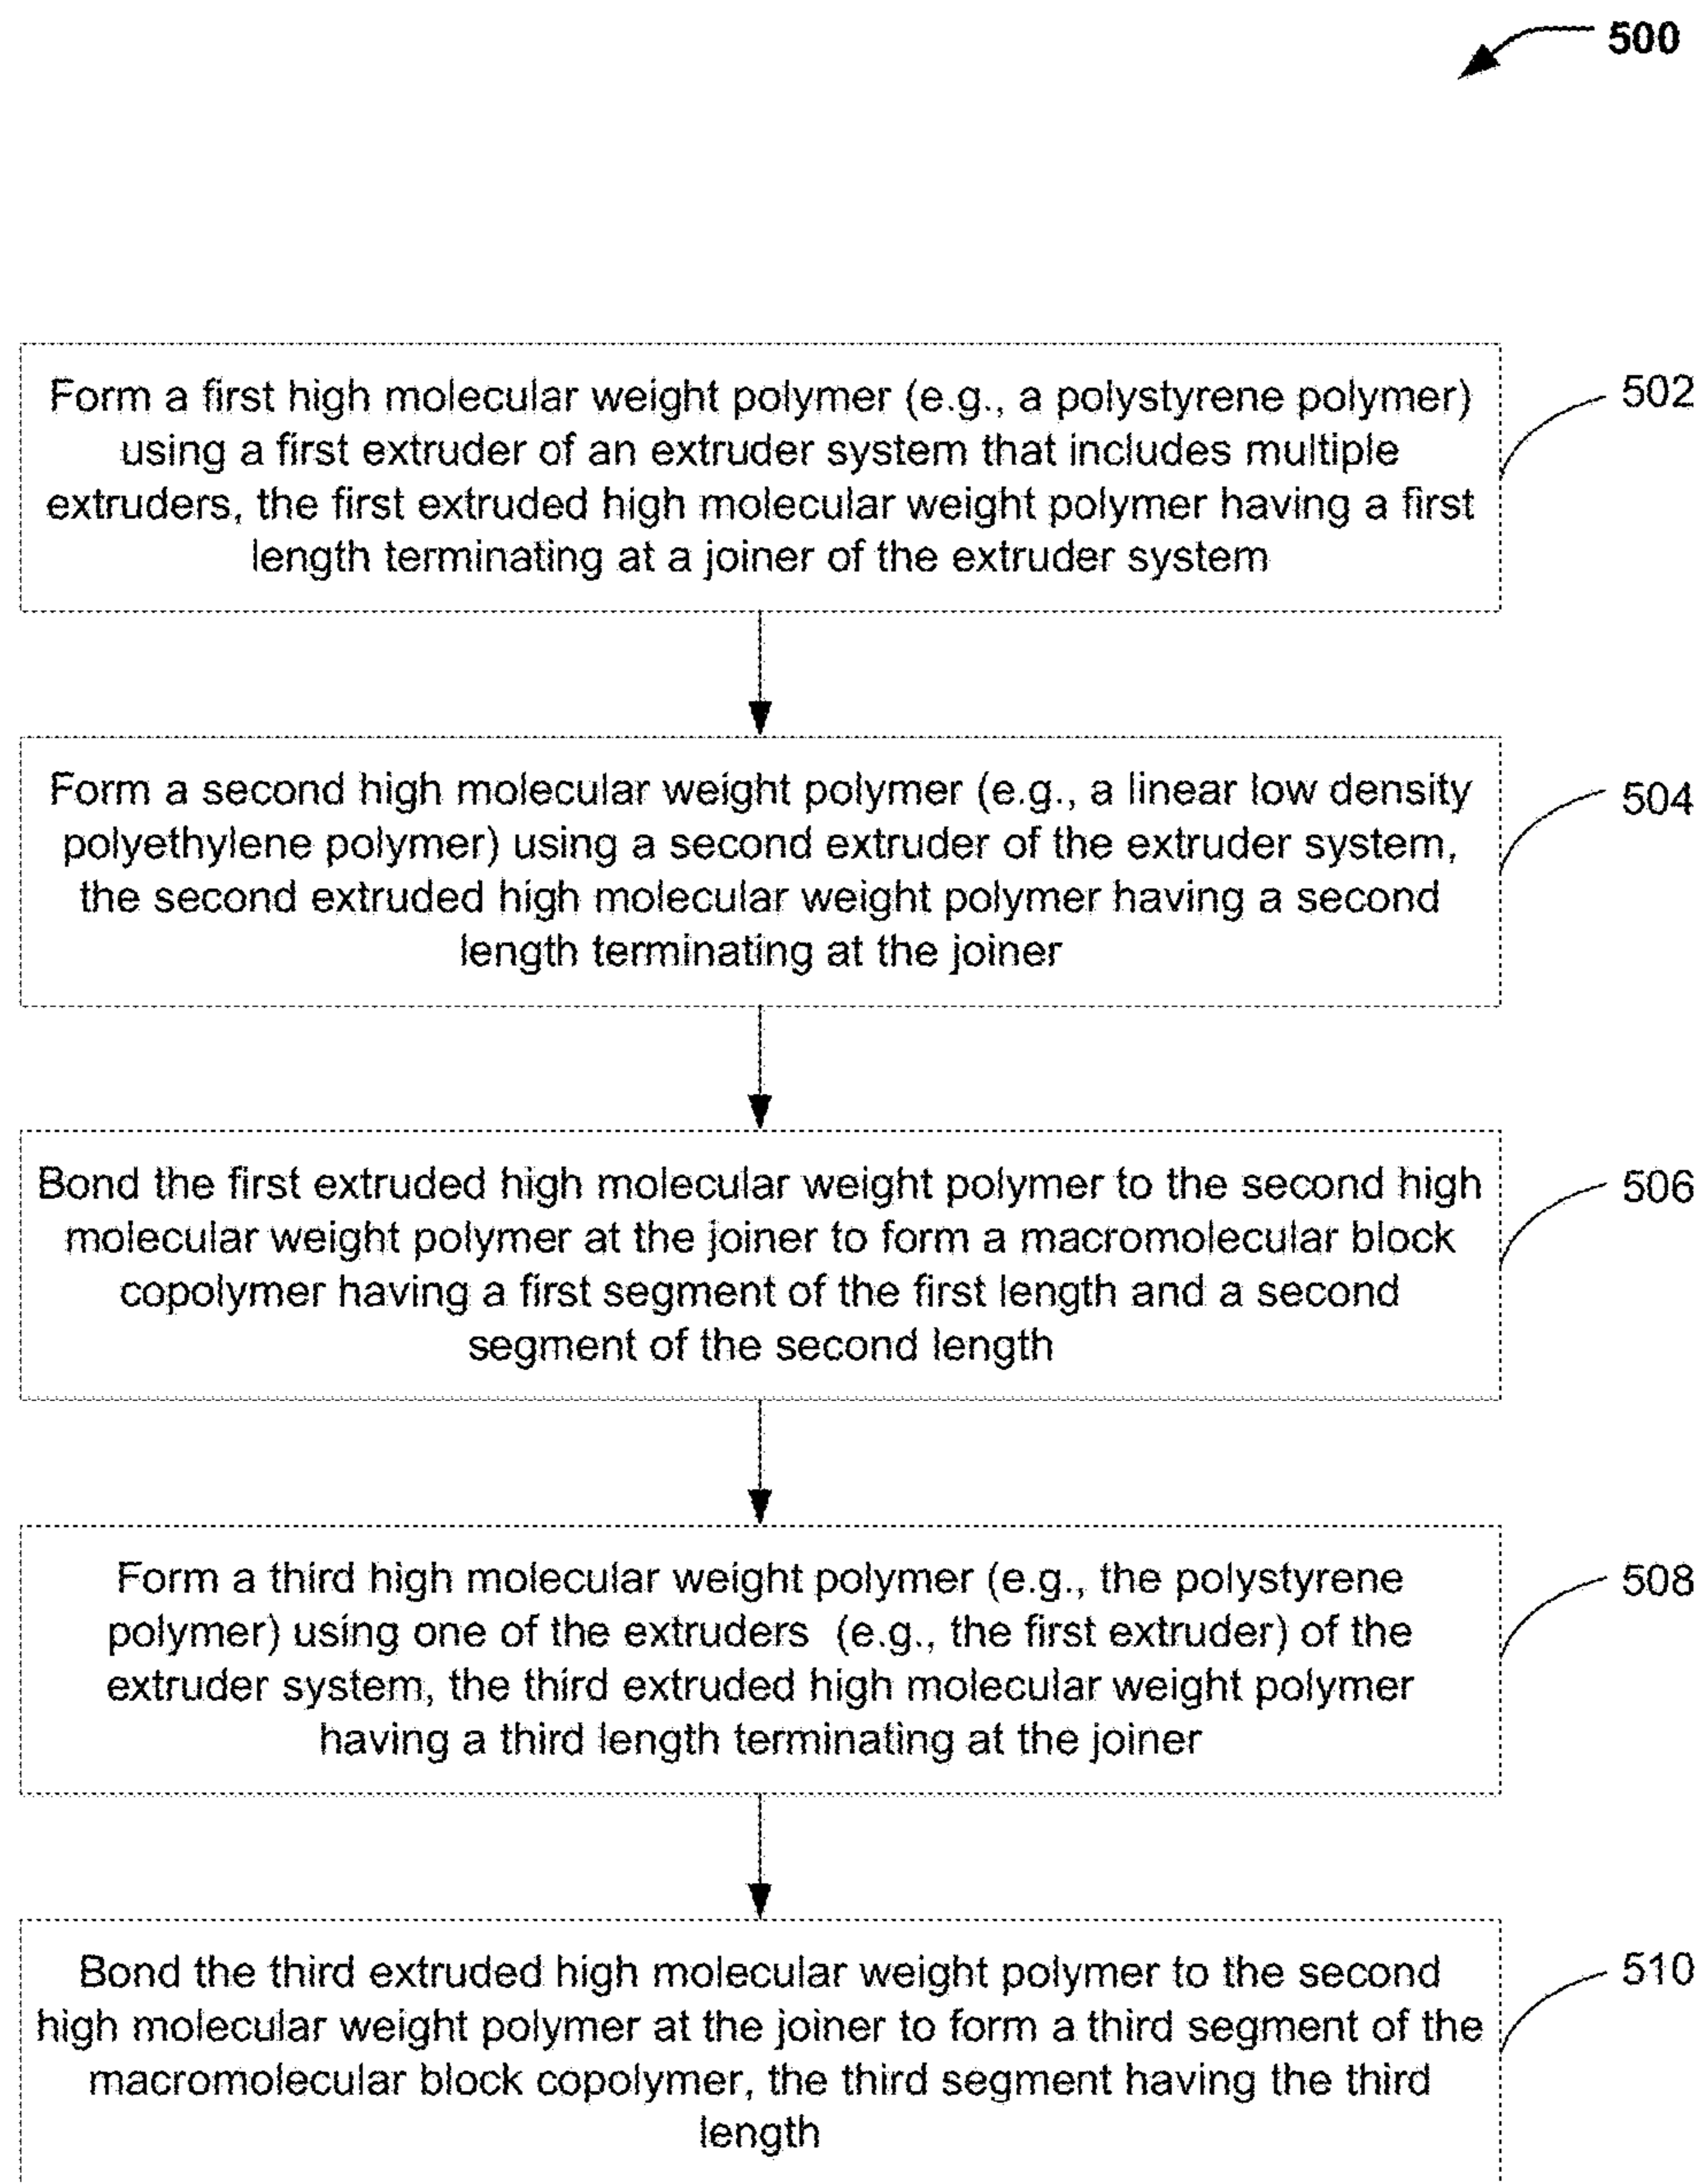 500
Form a first high molecular weight polymer (e.g., a polystyrene polymer)
using a first extruder of an extruder system that includes multiple
extruders, the first extruded high molecular weight polymer having a first
length terminating at a joiner of the extruder system
502
Form a second high molecular weight polymer (e.g., a linear low density
polyethylene polymer) using a second extruder of the extruder system,
the second extruded high molecular weight polymer having a second
length terminating at the joiner
504
Bond the first extruded high molecular weight polymer to the second high
molecular weight polymer at the joiner to form a macromolecular block
copolymer having a first segment of the first length and a second
segment of the second length
506
Form a third high molecular weight polymer (e.g., the polystyrene
polymer) using one of the extruders (e.g., the first extruder) of the
extruder system, the third extruded high molecular weight polymer
having a third length terminating at the joiner
508
Bond the third extruded high molecular weight polymer to the second
high molecular weight polymer at the joiner to form a third segment of the
macromolecular block copolymer, the third segment having the third
length
510